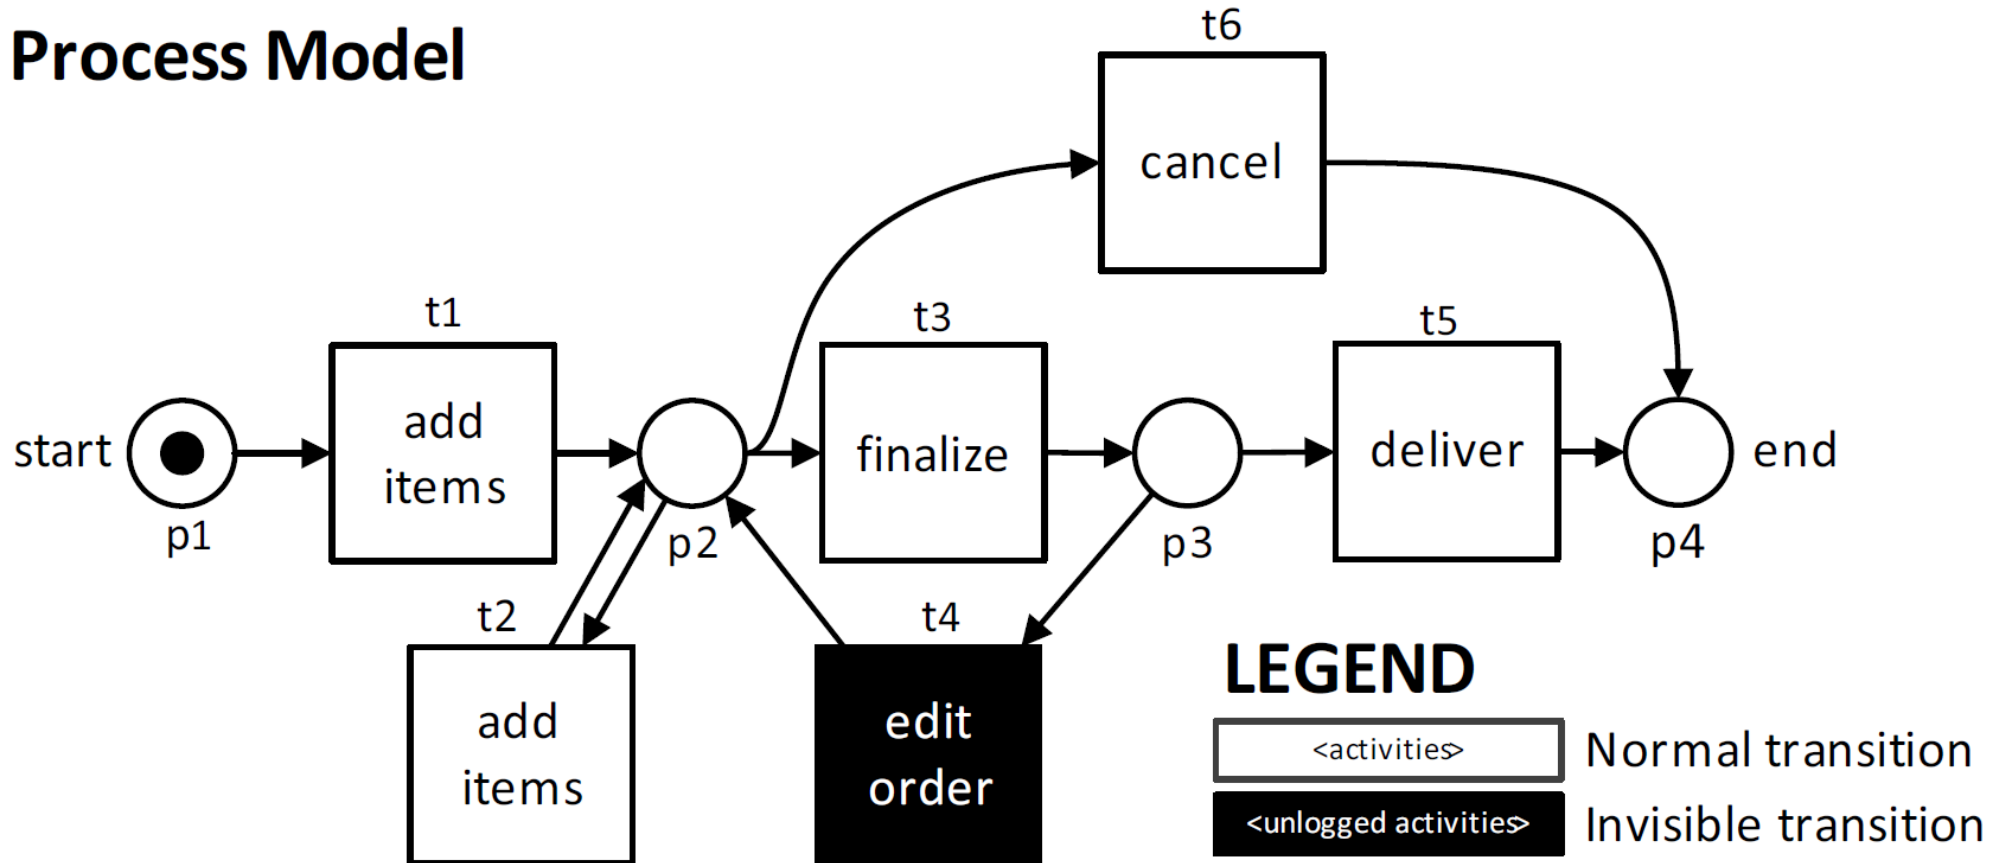 Process Model
t6
cancel
t1
t3
t5
start
add
items
finalize
deliver
end
p1
p2
p3
p4
t2
t4
add
items
edit
order
LEGEND
<activities>
Normal transition
<unlogged activities>
Invisible transition